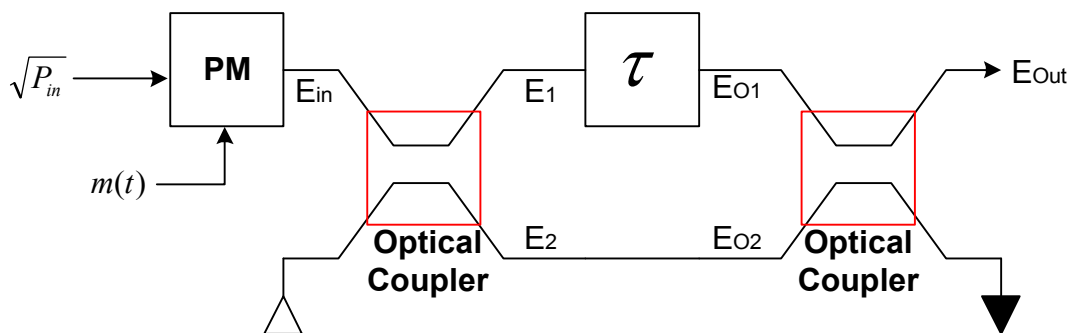 √P_in
PM
m(t)
E_in
E_1
τ
E_O1
E_Out
E_2
E_O2
Optical
Coupler
Optical
Coupler